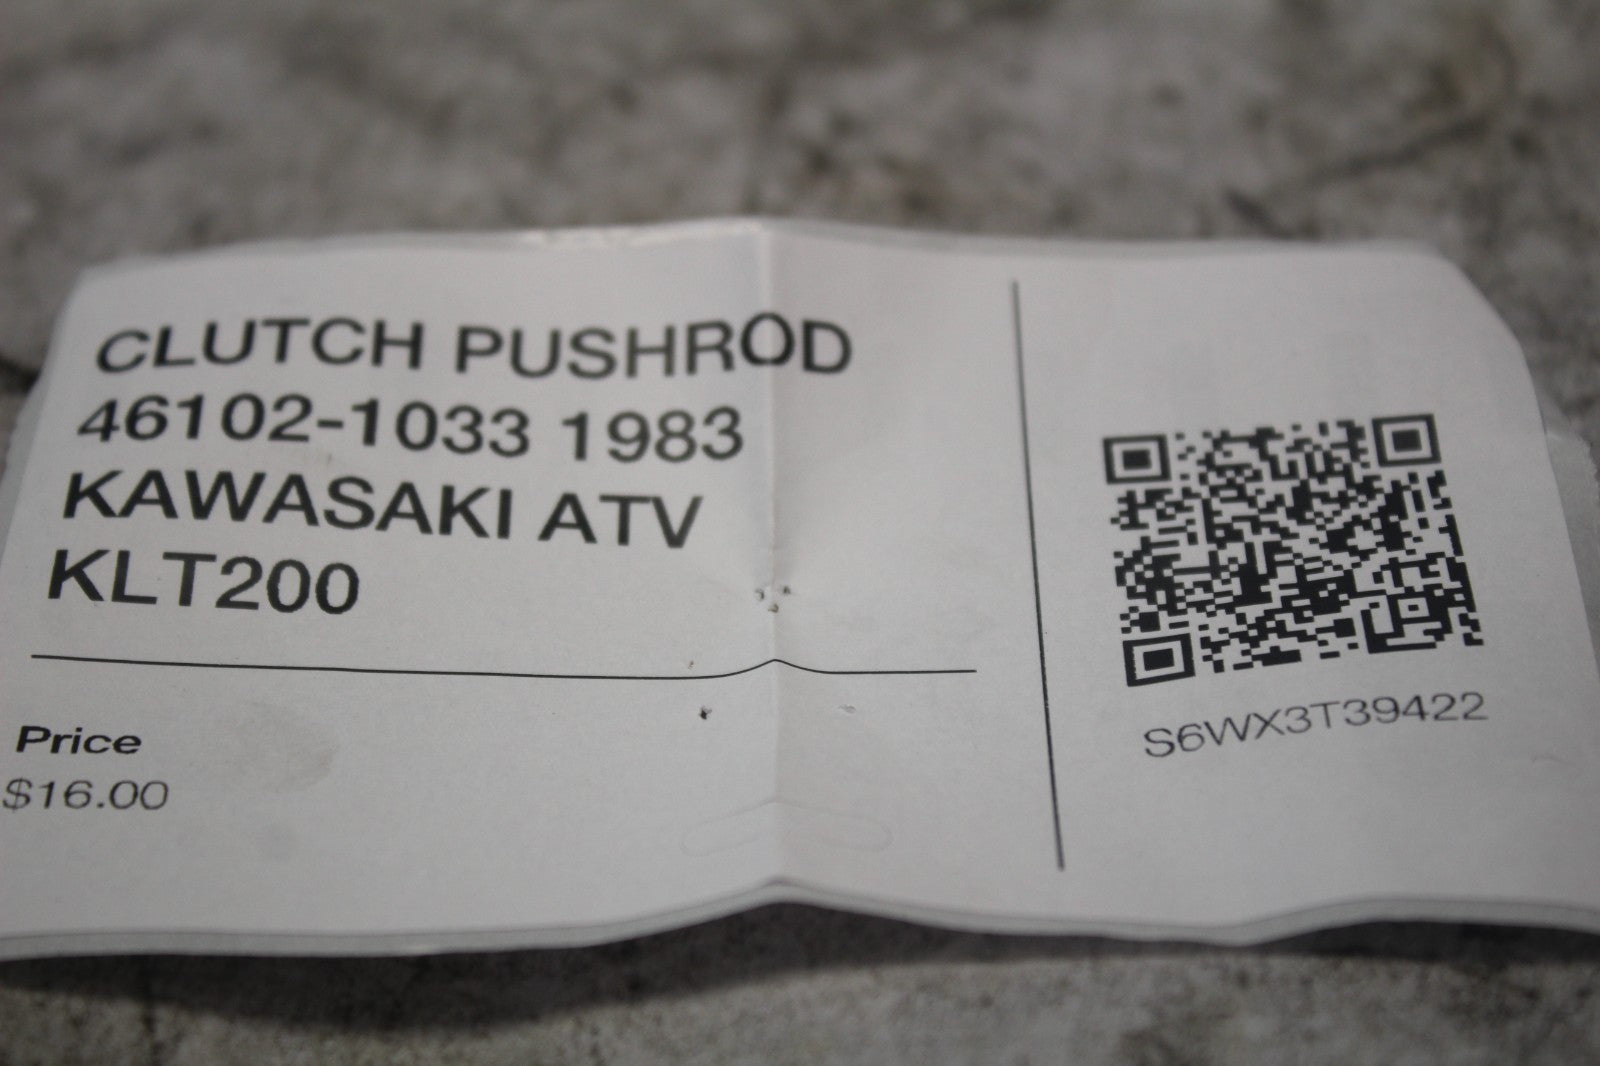 CLUTCH PUSHROD
46102-1033 1983
KAWASAKI ATV
KLT200
Price
$16.00
S6WX3T39422